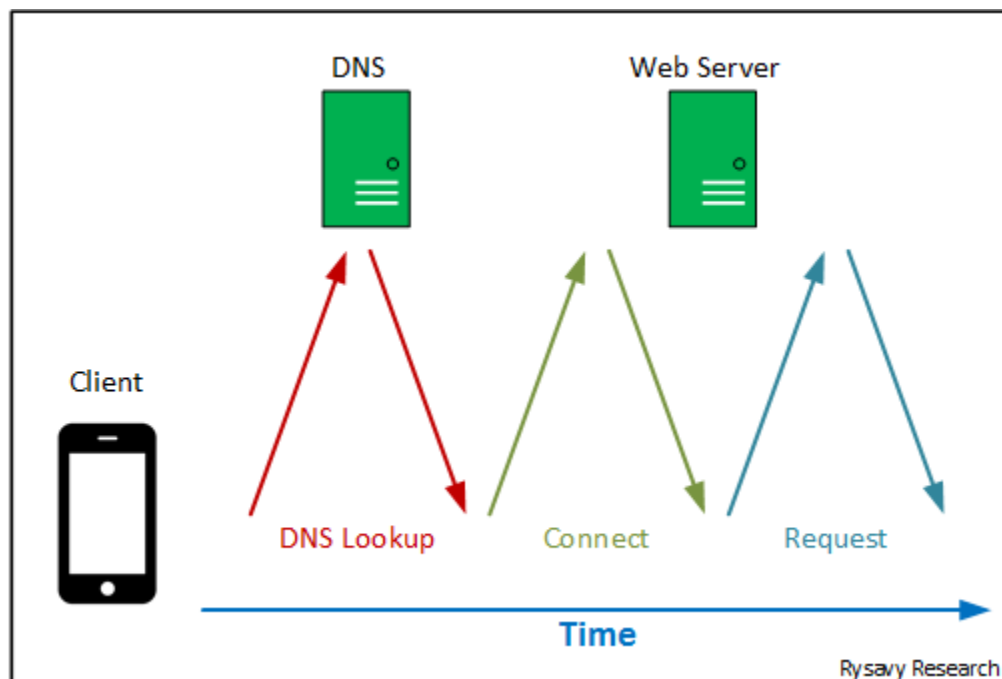 DNS
Web Server
Client
DNS Lookup
Connect
Request
Time
Rysavy Research